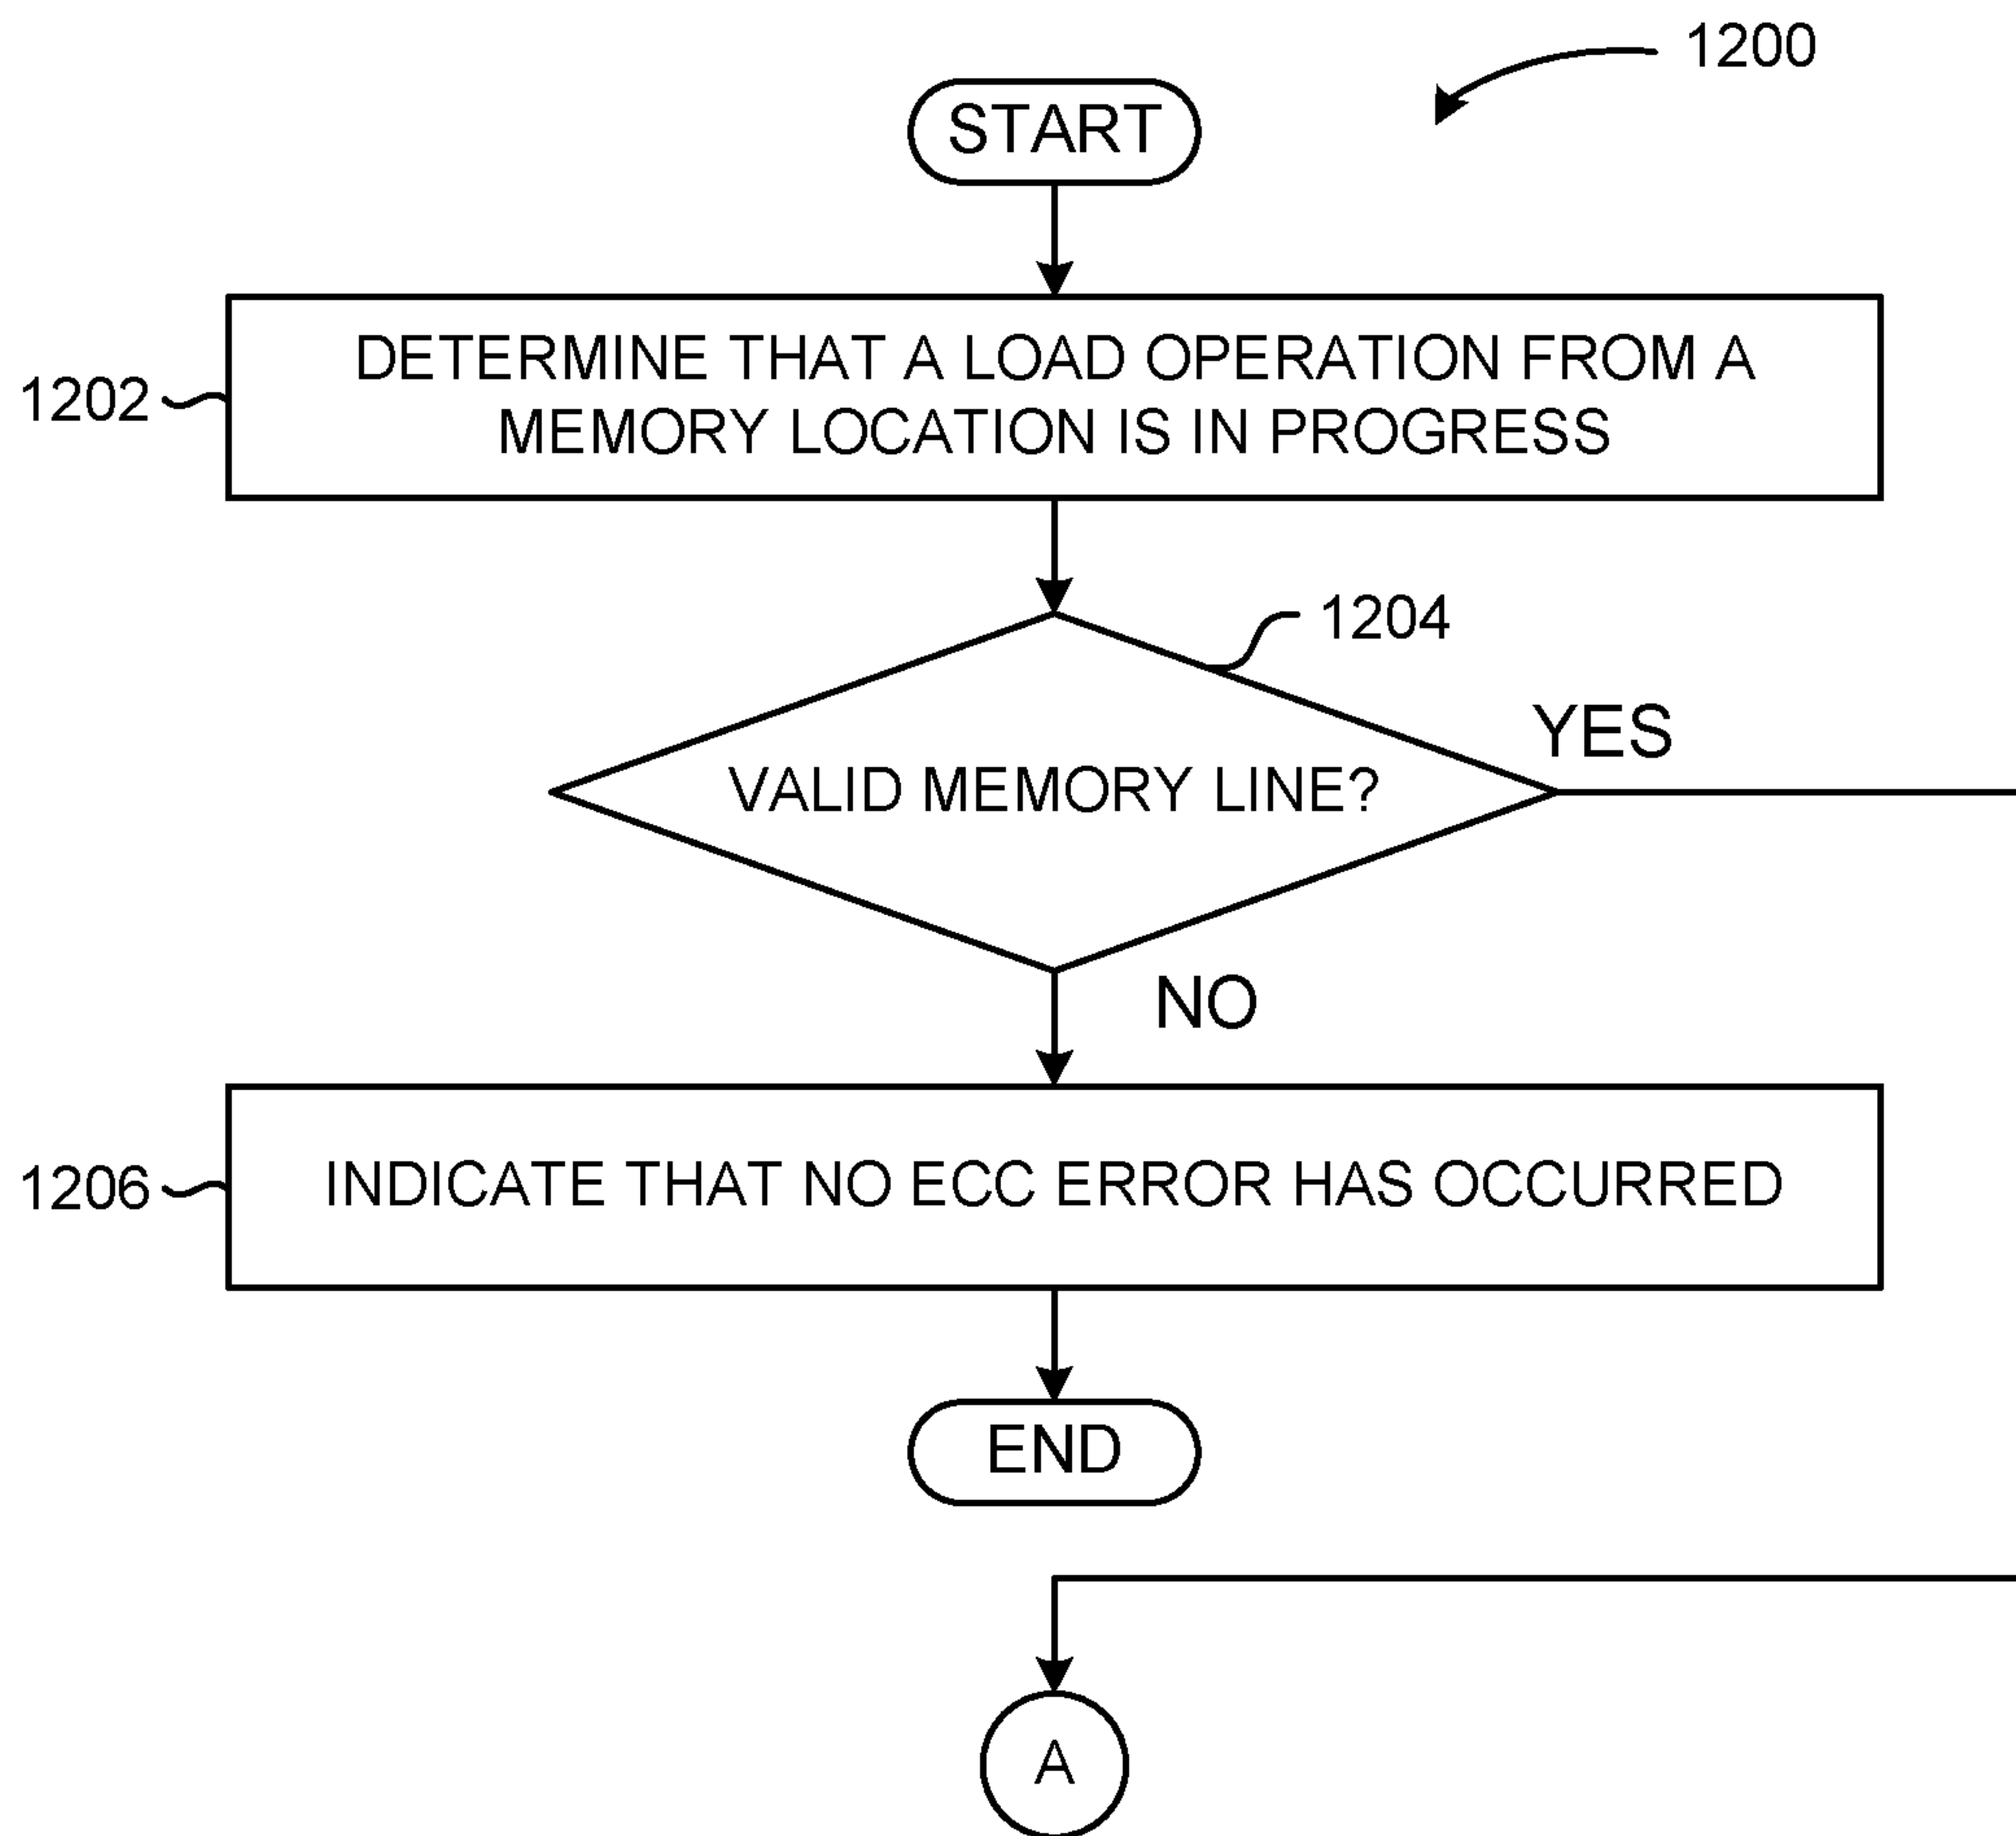 1200
START
DETERMINE THAT A LOAD OPERATION FROM A
MEMORY LOCATION IS IN PROGRESS
1202
1204
YES
VALID MEMORY LINE?
NO
INDICATE THAT NO ECC ERROR HAS OCCURRED
1206
END
A